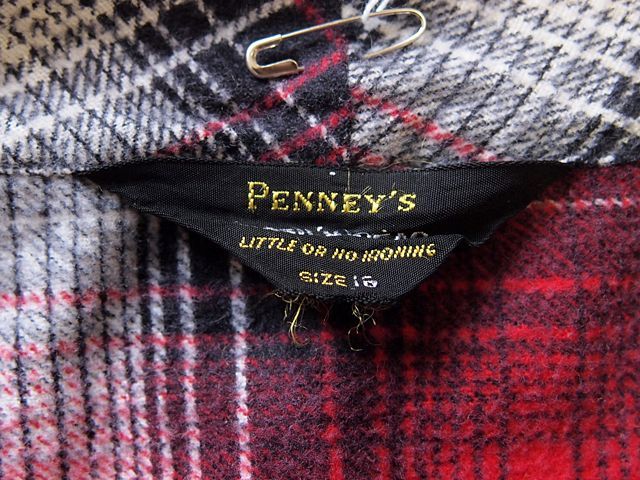 PENNEY'S
LITTLE OR NO IRONING
SIZE 16